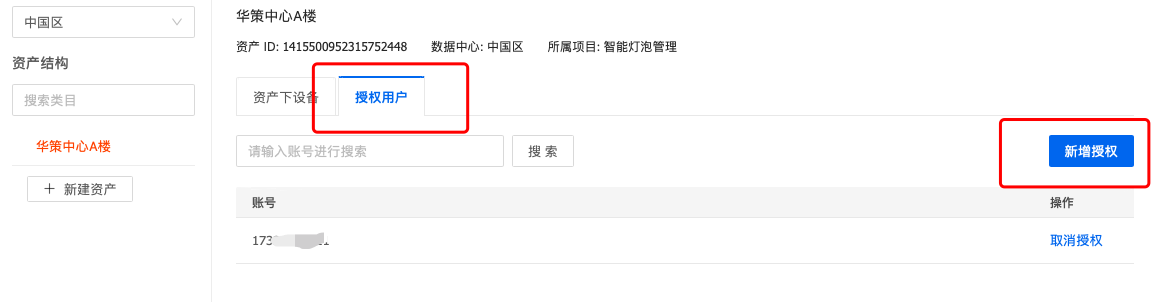 中国区
资产结构
搜索类目
华策中心A楼
+ 新建资产
华策中心A楼
资产 ID: 1415500952315752448 数据中心: 中国区 所属项目: 智能灯泡管理
资产下设备 授权用户
请输入账号进行搜索 搜 索 新增授权
账号 操作
取消授权